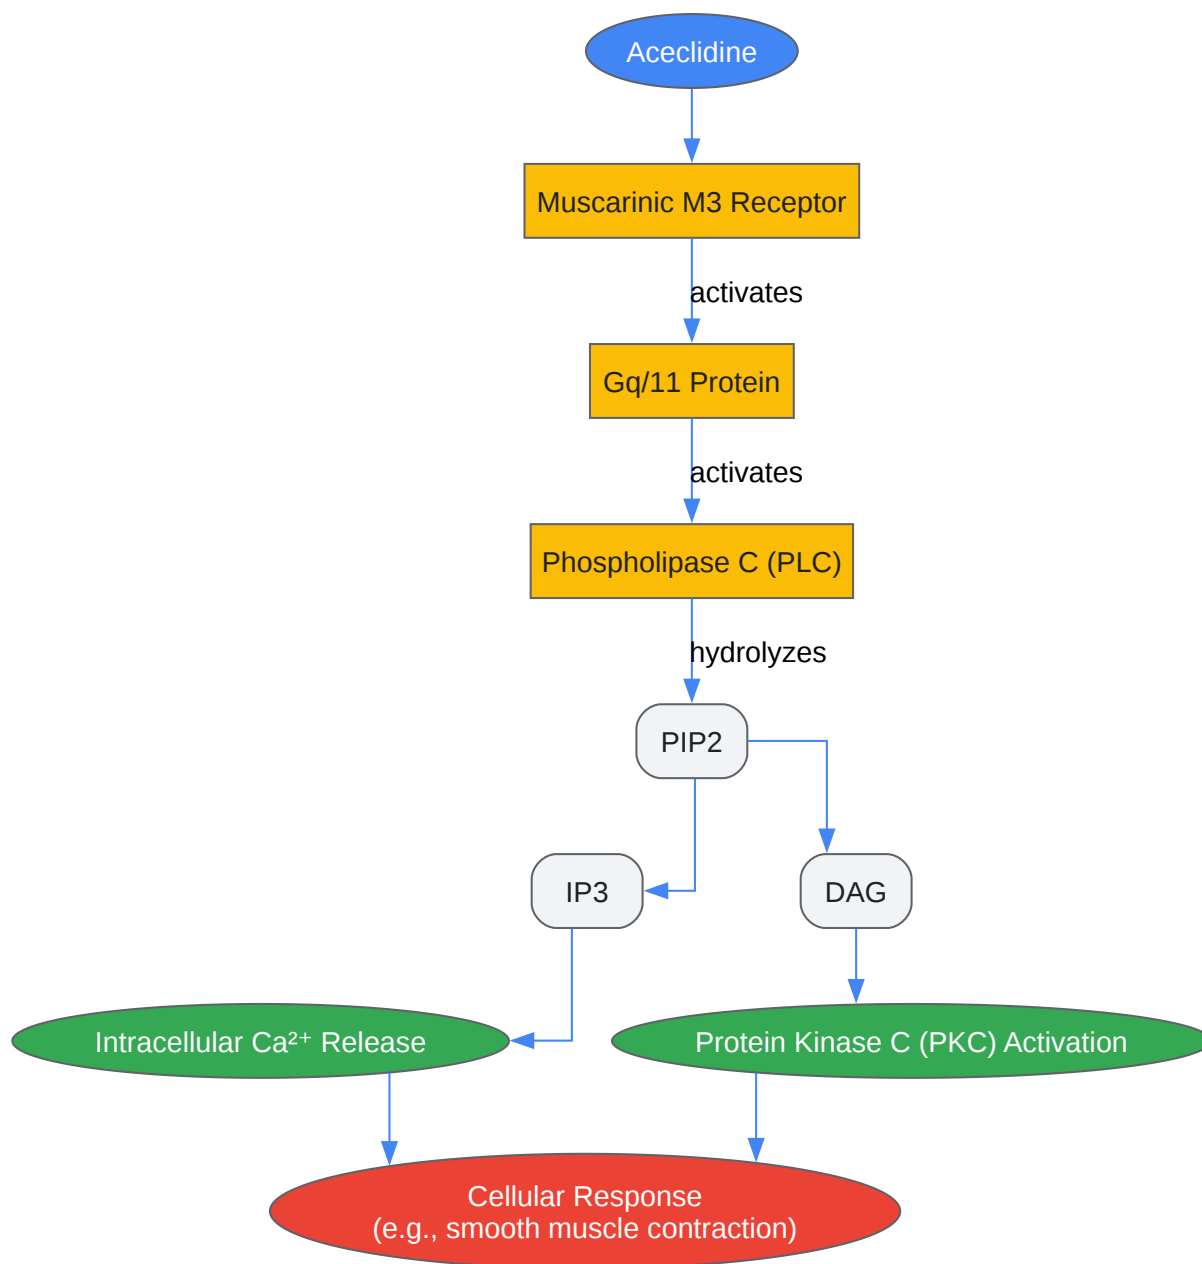 Aceclidine
Muscarinic M3 Receptor
activates
Gq/11 Protein
activates
Phospholipase C (PLC)
hydrolyzes
PIP2
IP3
DAG
Intracellular Ca²⁺ Release
Protein Kinase C (PKC) Activation
Cellular Response
(e.g., smooth muscle contraction)